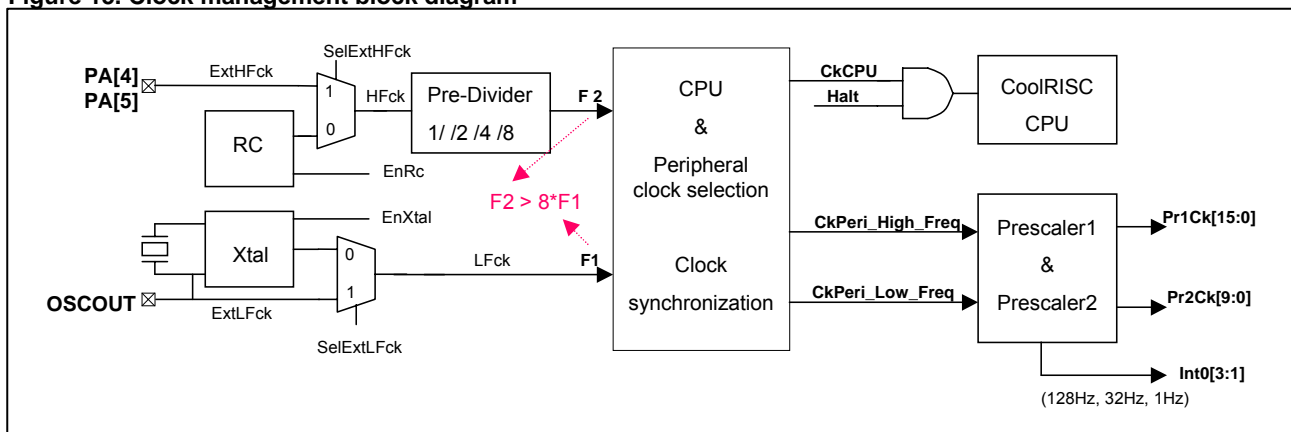 Figure 15. Clock management block diagram
SelExtHFck
PA[4]
PA[5]
ExtHFck
1
0
HFck
Pre-Divider
1/ /2 /4 /8
F 2
RC
EnRc
F2 > 8*F1
EnXtal
Xtal
0
1
LFck
F1
OSCOUT
ExtLFck
SelExtLFck
CPU
&
Peripheral
clock selection
Clock
synchronization
CkCPU
Halt
CoolRISC
CPU
CkPeri_High_Freq
CkPeri_Low_Freq
Prescaler1
&
Prescaler2
Pr1Ck[15:0]
Pr2Ck[9:0]
Int0[3:1]
(128Hz, 32Hz, 1Hz)